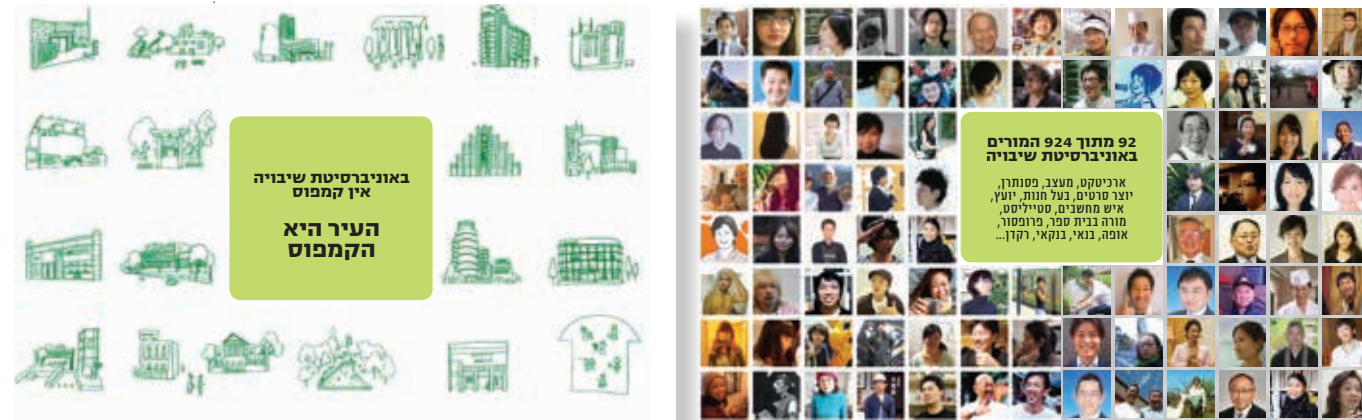 באוניברסיטת שיבויה
אין קמפוס
העיר היא
הקמפוס
92 מתוך 924 המורים
באוניברסיטת שיבויה
ארכיטקט, מעצב, פסנתרן,
יוצר סרטים, בעל חנות, יועץ,
איש מחשבים, סטייליסט,
מורה בבית ספר, פרופסור,
אופה, בנאי, בנקאי, רקדן...